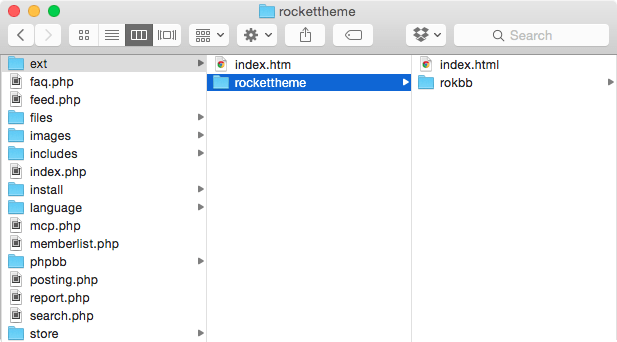 rockettheme
Search
ext
faq.php
feed.php
files
images
includes
index.php
install
language
mcp.php
memberlist.php
phpbb
posting.php
report.php
search.php
store
index.htm
rockettheme
index.html
rokbb